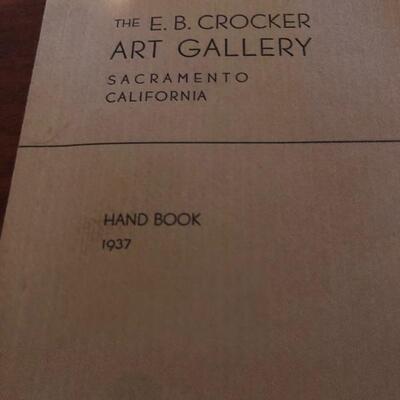 THE E. B. CROCKER
ART GALLERY
SACRAMENTO
CALIFORNIA
HAND BOOK
1937